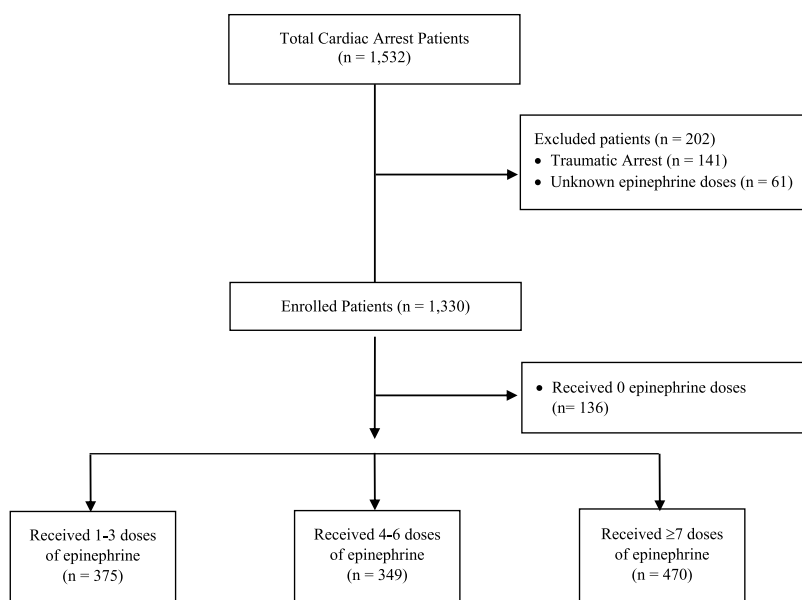 Total Cardiac Arrest Patients
(n = 1,532)
Excluded patients (n = 202)
• Traumatic Arrest (n = 141)
• Unknown epinephrine doses (n = 61)
Enrolled Patients (n = 1,330)
• Received 0 epinephrine doses
(n= 136)
Received 1-3 doses
of epinephrine
(n = 375)
Received 4-6 doses
of epinephrine
(n = 349)
Received ≥7 doses
of epinephrine
(n = 470)